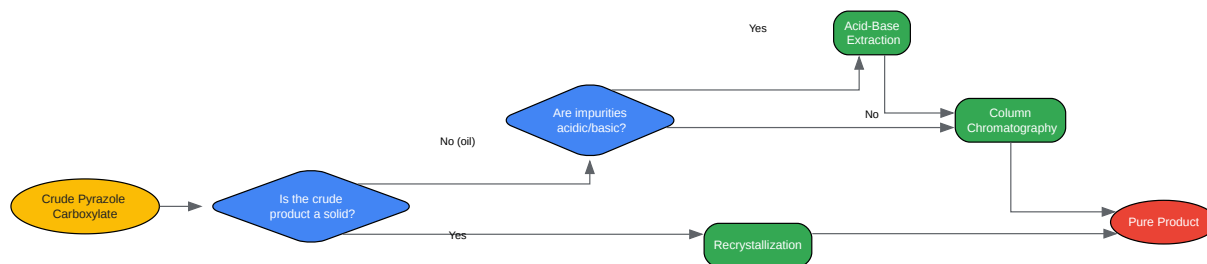 Crude Pyrazole
Carboxylate
Is the crude
product a solid?
No (oil)
Yes
Are impurities
acidic/basic?
Yes
No
Acid-Base
Extraction
Column
Chromatography
Recrystallization
Pure Product